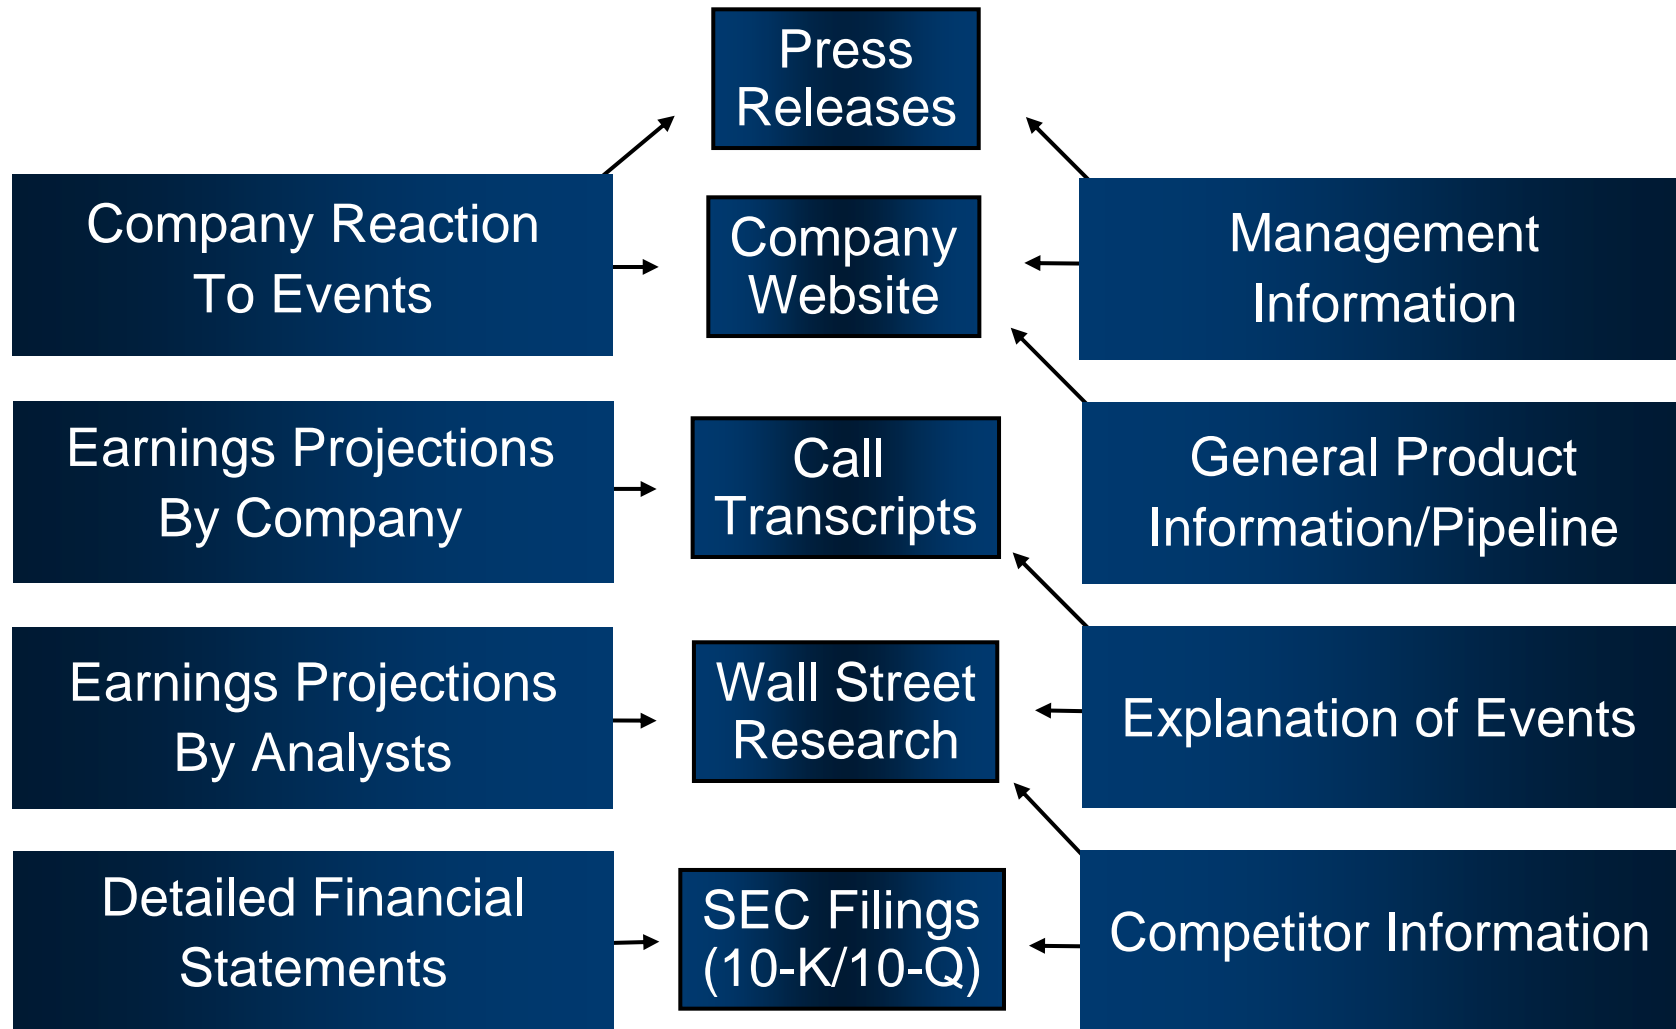 Press
Releases
Company Reaction
To Events
Company
Website
Management
Information
Earnings Projections
By Company
Call
Transcripts
General Product
Information/Pipeline
Earnings Projections
By Analysts
Wall Street
Research
Explanation of Events
Detailed Financial
Statements
SEC Filings
(10-K/10-Q)
Competitor Information